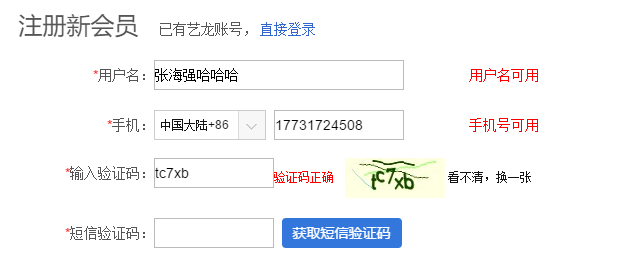 注册新会员 已有艺龙账号，直接登录
*用户名： 张海强哈哈哈 用户名可用
*手机： 中国大陆+86 17731724508 手机号可用
*输入验证码： tc7xb 验证码正确 tc7xb 看不清，换一张
*短信验证码： 获取短信验证码